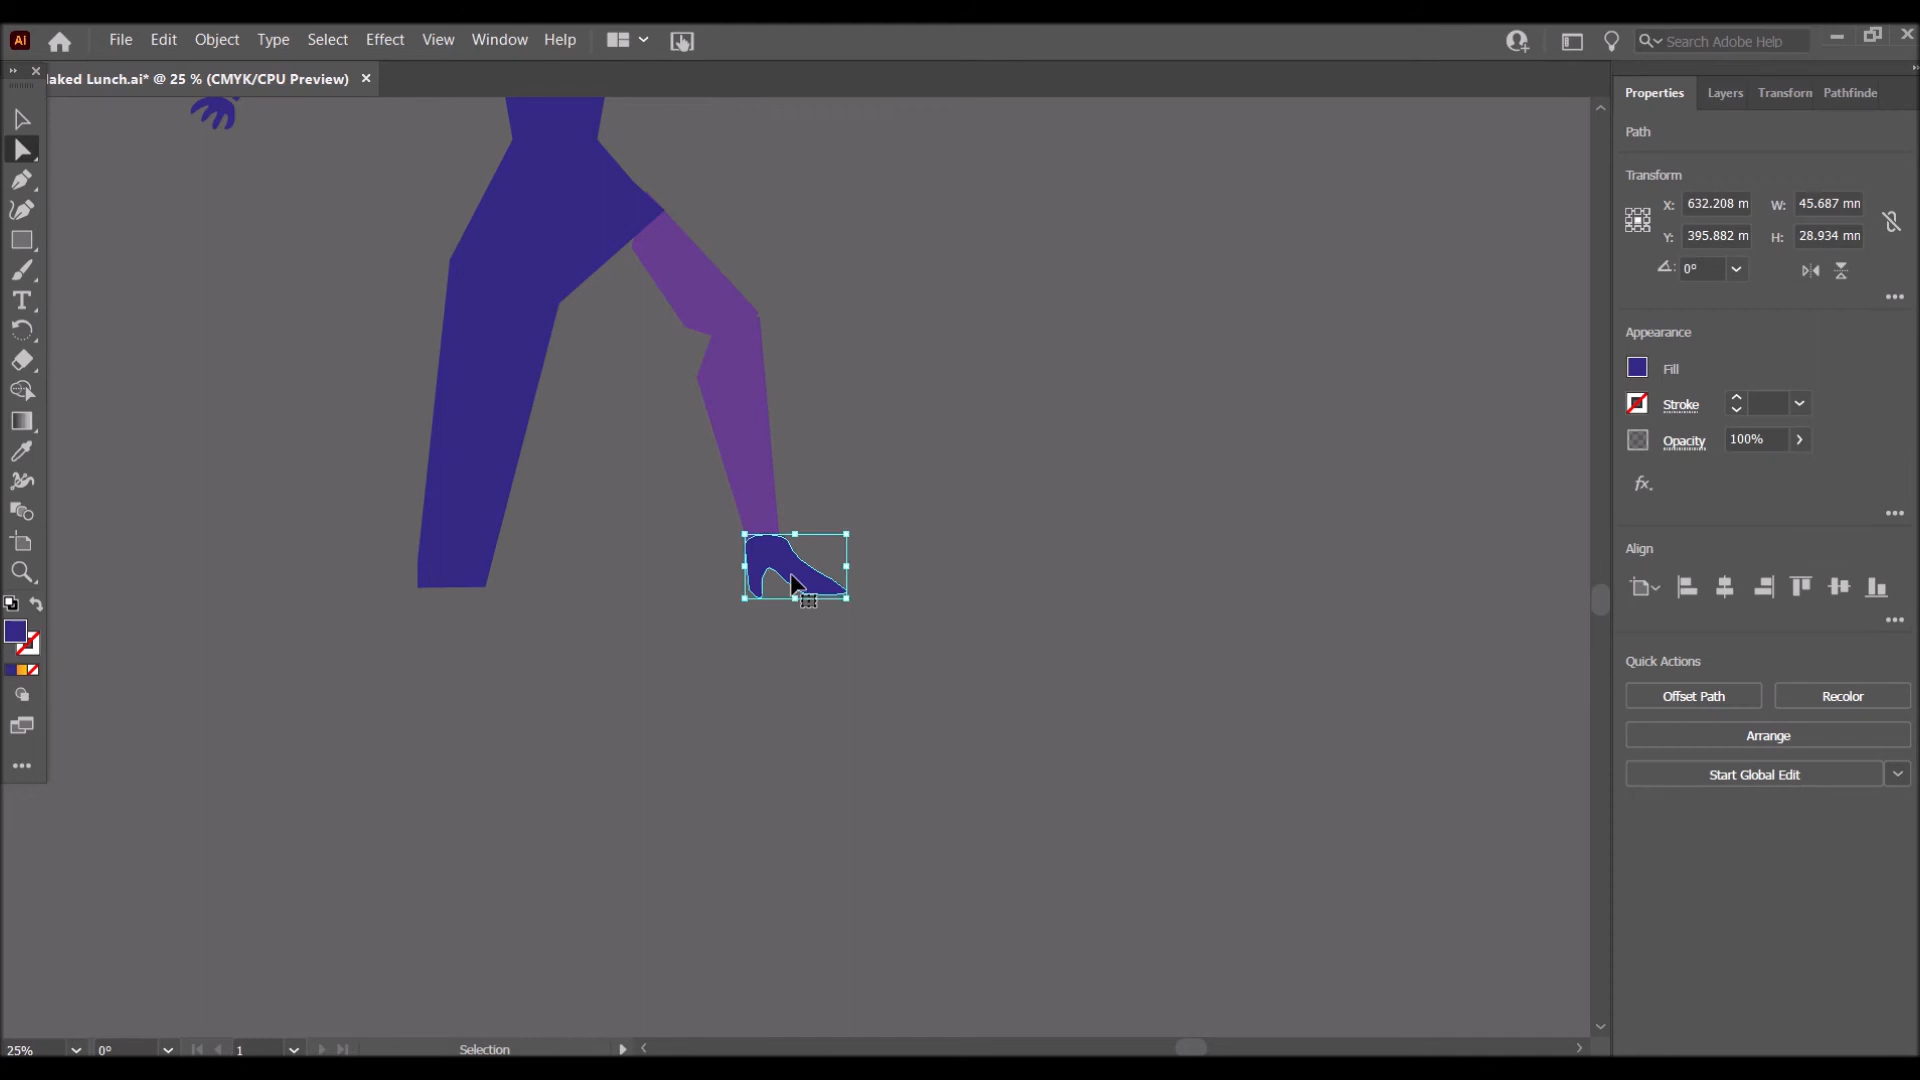 Ai File Edit Object Type Select Effect View Window Help Search Adobe Help
laked Lunch.ai* @ 25 % (CMYK/CPU Preview)
Properties Layers Transform Pathfinde
Path
Transform
X: 632.208 m W: 45.687 mn
Y: 395.882 m H: 28.934 mn
0°
Appearance
Fill
Stroke
Opacity 100%
fx.
Align
Quick Actions
Offset Path Recolor
Arrange
Start Global Edit
25% 0° 1 Selection